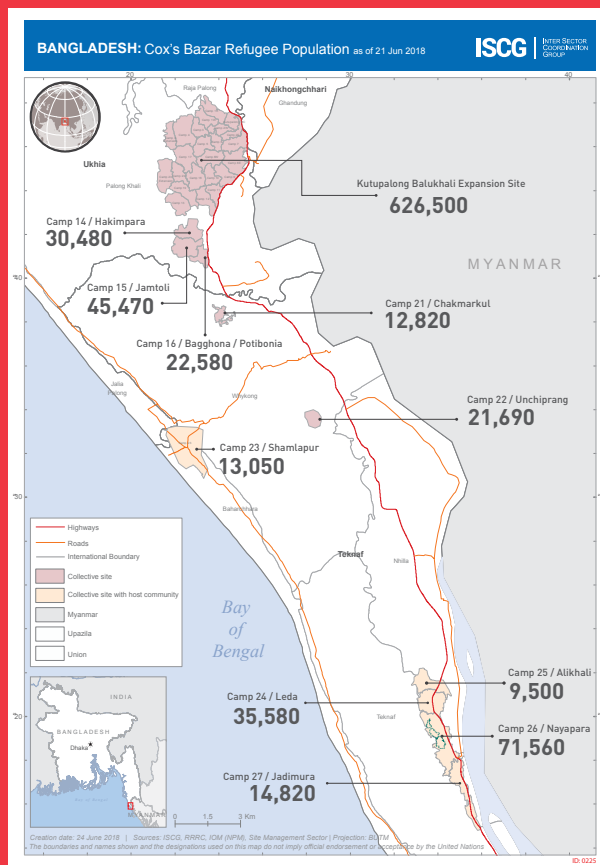 BANGLADESH: Cox's Bazar Refugee Population as of 21 Jun 2018
ISCG
INTER SECTOR
COORDINATION
GROUP
20
30
40
Raja Palong
Naikhongchhari
Ghandung
Ukhia
Palong Khali
Kutupalong Balukhali Expansion Site
626,500
Camp 14 / Hakimpara
30,480
MYANMAR
Camp 15 / Jamtoli
45,470
Camp 21 / Chakmarkul
12,820
Camp 16 / Bagghona / Potibonia
22,580
Jalia
Palong
Whykong
Camp 22 / Unchiprang
21,690
Camp 23 / Shamlapur
13,050
Baharchhara
Highways
Roads
International Boundary
Collective site
Collective site with host community
Myanmar
Upazila
Union
Teknaf
Nhilla
Bay
of
Bengal
Camp 25 / Alikhali
9,500
Camp 24 / Leda
35,580
Teknaf
Camp 26 / Nayapara
71,560
Camp 27 / Jadimura
14,820
INDIA
BANGLADESH
Dhaka
Bay of Bengal
MYANMAR
0 1.5 3 Km
Creation date: 24 June 2018 | Sources: ISCG, RRRC, IOM (NPM), Site Management Sector | Projection: BUTM
The boundaries and names shown and the designations used on this map do not imply official endorsement or acceptance by the United Nations
ID: 0225